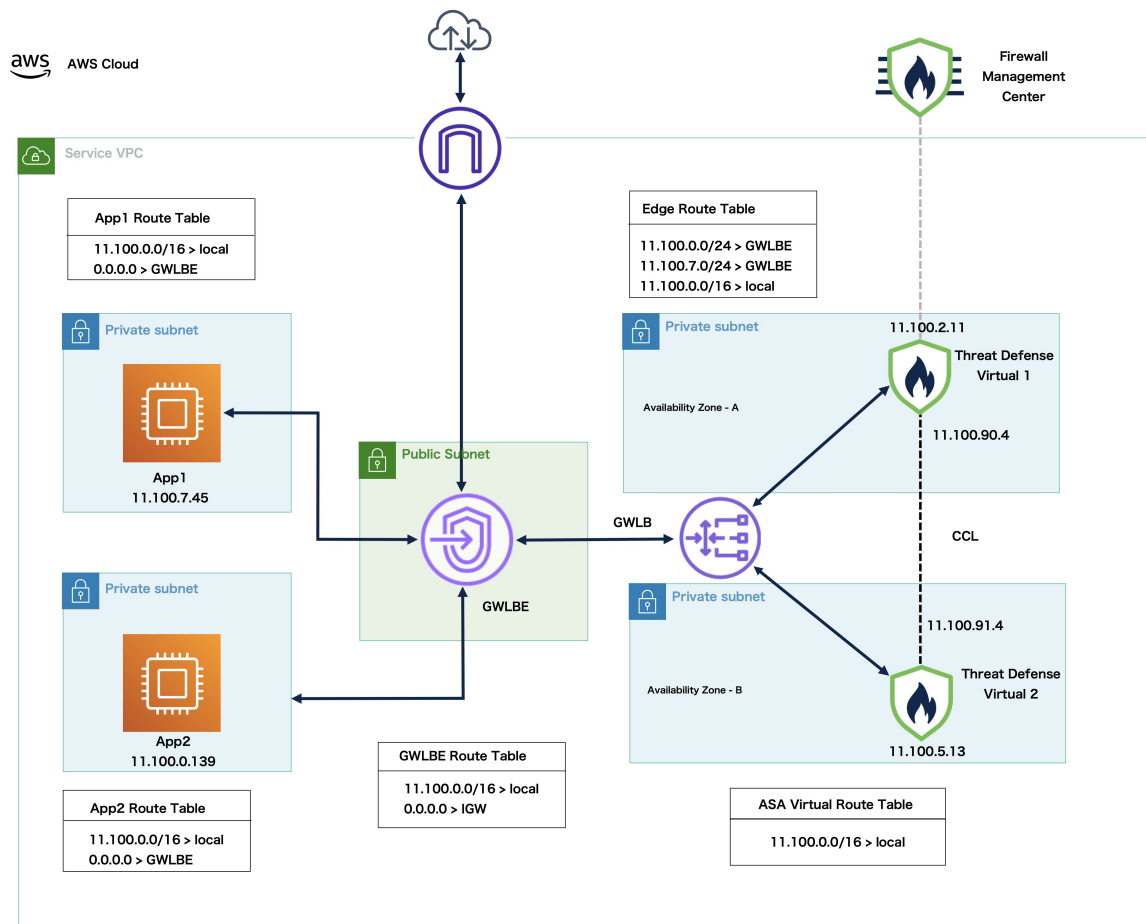 aws
AWS Cloud
Firewall
Management
Center
Service VPC
App1 Route Table
11.100.0.0/16 > local
0.0.0.0 > GWLBE
Edge Route Table
11.100.0.0/24 > GWLBE
11.100.7.0/24 > GWLBE
11.100.0.0/16 > local
Private subnet
App1
11.100.7.45
Private subnet
11.100.2.11
Threat Defense
Virtual 1
Availability Zone - A
11.100.90.4
Public Subnet
GWLBE
GWLB
CCL
Private subnet
App2
11.100.0.139
Private subnet
11.100.91.4
Threat Defense
Virtual 2
Availability Zone - B
11.100.5.13
GWLBE Route Table
11.100.0.0/16 > local
0.0.0.0 > IGW
App2 Route Table
11.100.0.0/16 > local
0.0.0.0 > GWLBE
ASA Virtual Route Table
11.100.0.0/16 > local